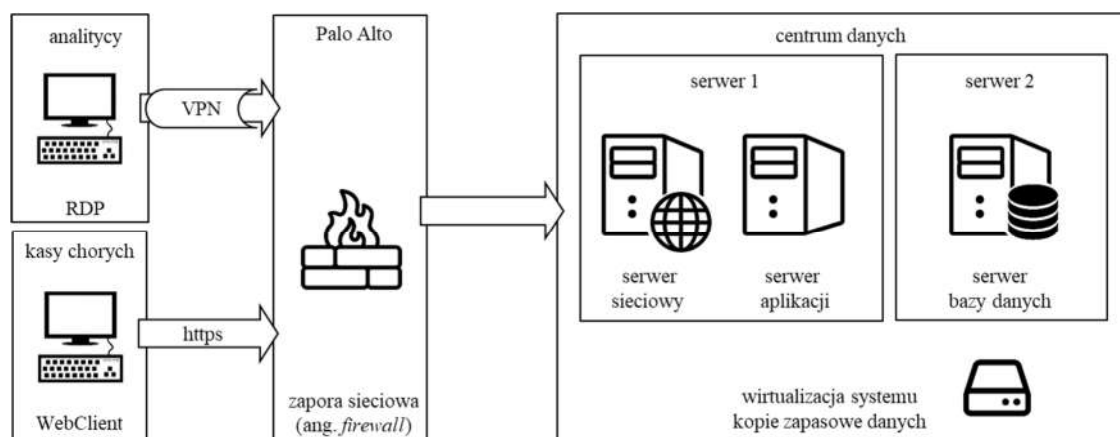 analitycy
VPN
RDP
kasy chorych
https
WebClient
Palo Alto
zapora sieciowa
(ang. firewall)
centrum danych
serwer 1
serwer
sieciowy
serwer
aplikacji
serwer 2
serwer
bazy danych
wirtualizacja systemu
kopie zapasowe danych